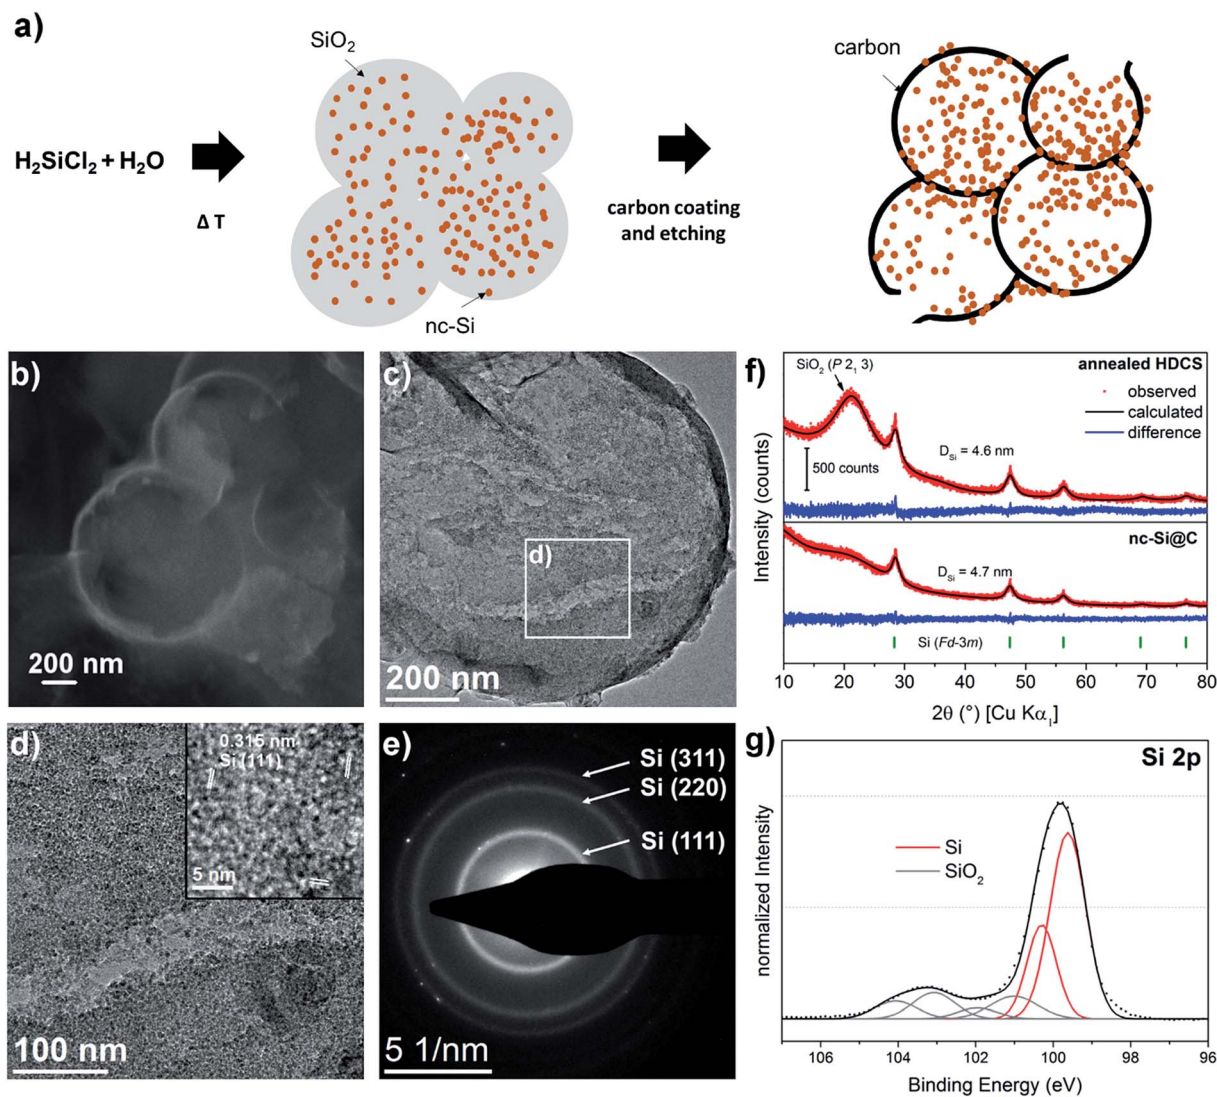 a)
SiO₂
carbon
H₂SiCl₂ + H₂O
Δ T
carbon coating
and etching
nc-Si
b)
200 nm
c)
d)
200 nm
f)
SiO₂ (P 2, 3)
annealed HDCS
observed
calculated
difference
D_Si = 4.6 nm
500 counts
nc-Si@C
D_Si = 4.7 nm
Si (Fd-3m)
Intensity (counts)
10 20 30 40 50 60 70 80
2θ (°) [Cu Kα₁]
d)
0.315 nm
Si (111)
5 nm
100 nm
e)
Si (311)
Si (220)
Si (111)
5 1/nm
g)
Si 2p
Si
SiO₂
normalized Intensity
106 104 102 100 98 96
Binding Energy (eV)